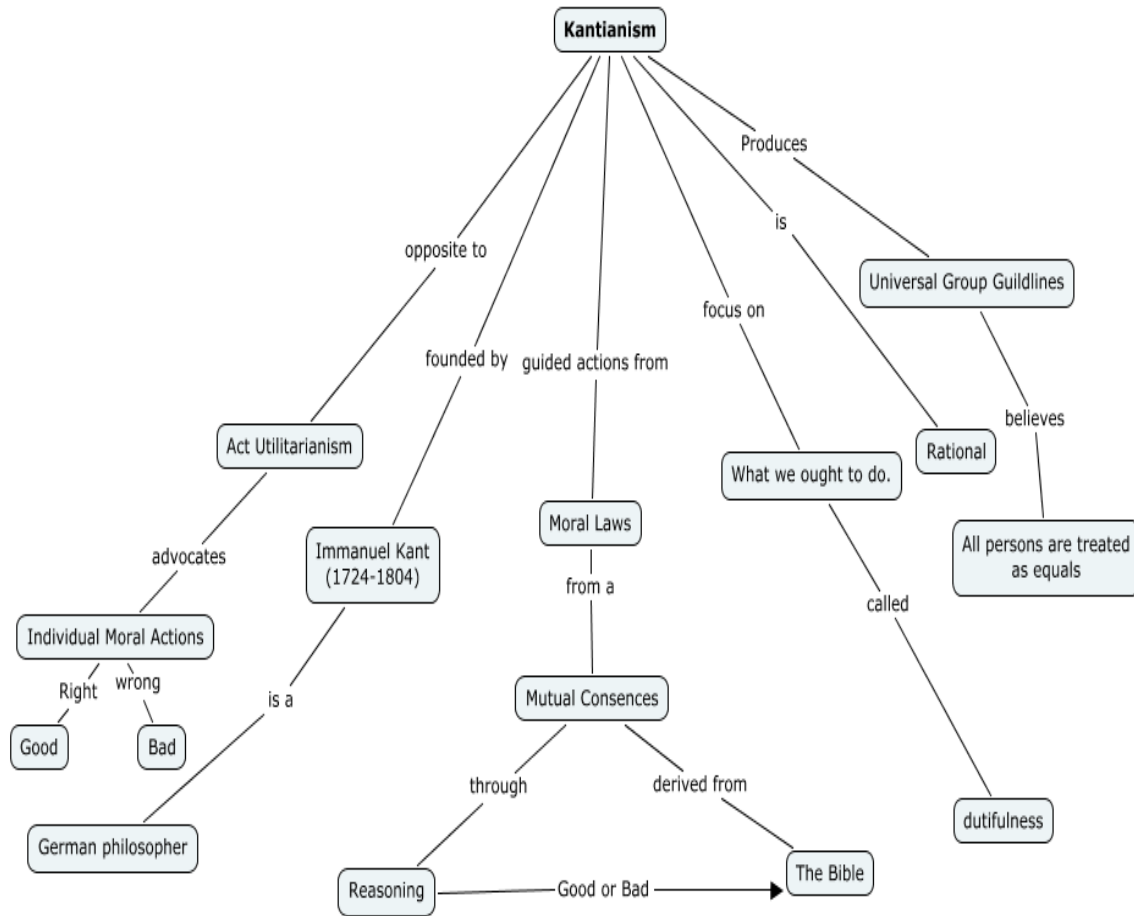 Kantianism
Produces
is
opposite to
Universal Group Guildlines
focus on
founded by
guided actions from
believes
Act Utilitarianism
Rational
What we ought to do.
Moral Laws
All persons are treated
as equals
advocates
Immanuel Kant
(1724-1804)
from a
called
Individual Moral Actions
Right
wrong
is a
Mutual Consences
Good
Bad
through
derived from
dutifulness
German philosopher
The Bible
Reasoning
Good or Bad